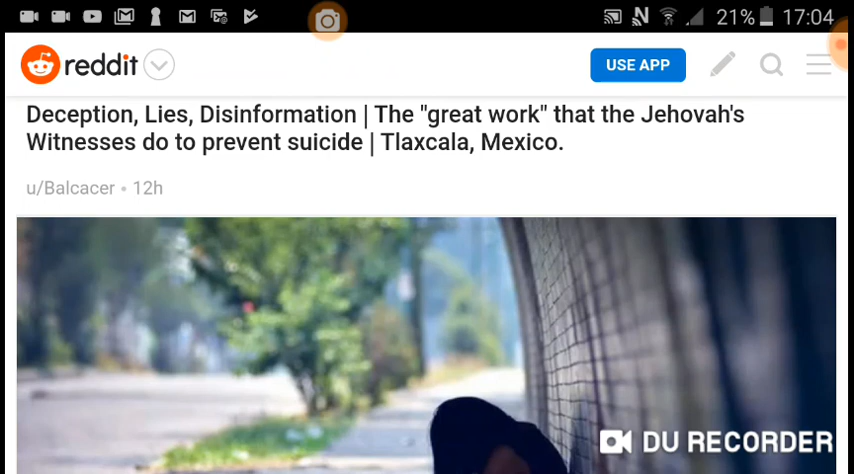 21% 17:04
reddit
USE APP
Deception, Lies, Disinformation | The "great work" that the Jehovah's
Witnesses do to prevent suicide | Tlaxcala, Mexico.
u/Balcacer • 12h
DU RECORDER